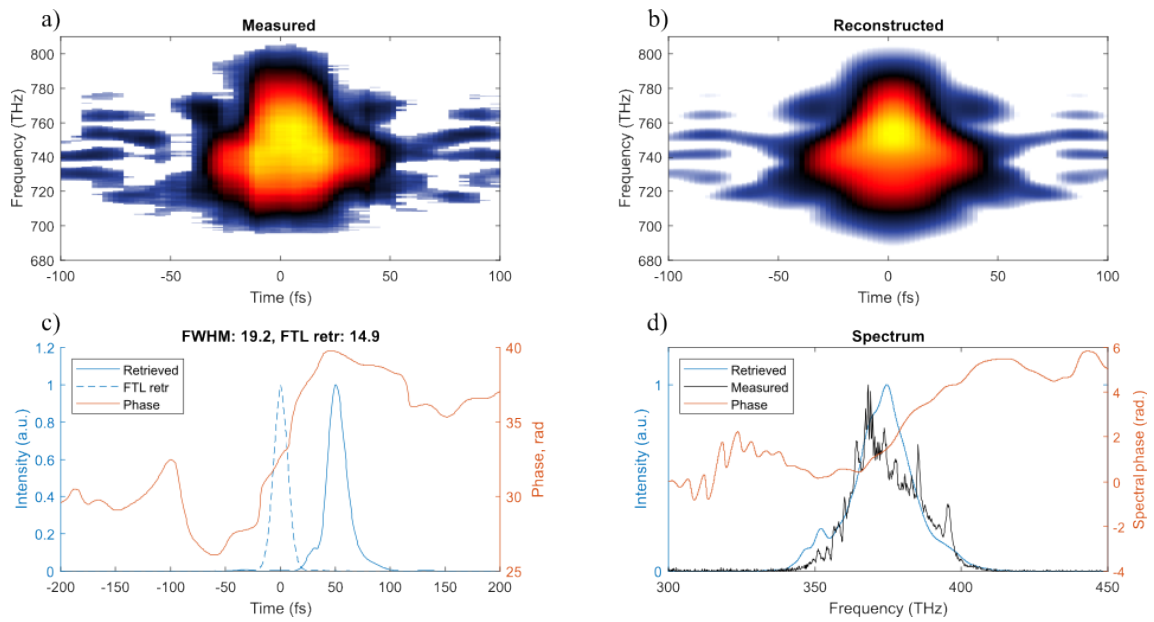 a)
Measured
Frequency (THz)
800
780
760
740
720
700
680
-100
-50
0
50
100
Time (fs)
b)
Reconstructed
Frequency (THz)
800
780
760
740
720
700
680
-100
-50
0
50
100
Time (fs)
c)
FWHM: 19.2, FTL retr: 14.9
Intensity (a.u.)
1.2
1
0.8
0.6
0.4
0.2
0
Retrieved
FTL retr
Phase
40
35
30
25
Phase, rad
-200
-150
-100
-50
0
50
100
150
200
Time (fs)
d)
Spectrum
Intensity (a.u.)
1
0
Retrieved
Measured
Phase
6
4
2
0
-2
-4
Spectral phase (rad.)
300
350
400
450
Frequency (THz)